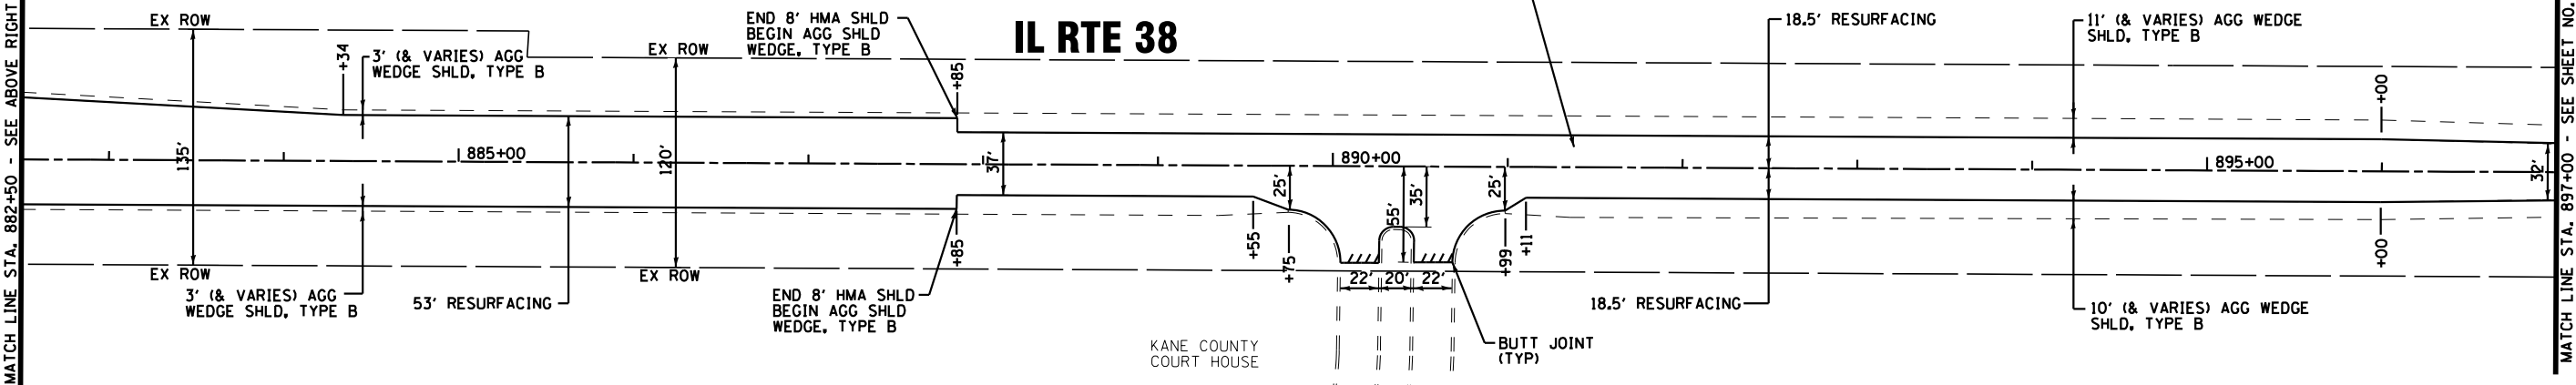 MATCH LINE STA. 882+50 - SEE ABOVE RIGHT
EX ROW
135'
+34
3' (& VARIES) AGG
WEDGE SHLD, TYPE B
EX ROW
120'
END 8' HMA SHLD
BEGIN AGG SHLD
WEDGE, TYPE B
+85
IL RTE 38
18.5' RESURFACING
11' (& VARIES) AGG WEDGE
SHLD, TYPE B
+00
MATCH LINE STA. 897+00 - SEE SHEET NO.
885+00
37'
890+00
895+00
32'
25'
55'
35'
25'
EX ROW
3' (& VARIES) AGG
WEDGE SHLD, TYPE B
53' RESURFACING
EX ROW
+85
END 8' HMA SHLD
BEGIN AGG SHLD
WEDGE, TYPE B
+55
+75
22'
20'
22'
+99
+11
18.5' RESURFACING
+00
10' (& VARIES) AGG WEDGE
SHLD, TYPE B
KANE COUNTY
COURT HOUSE
BUTT JOINT
(TYP)